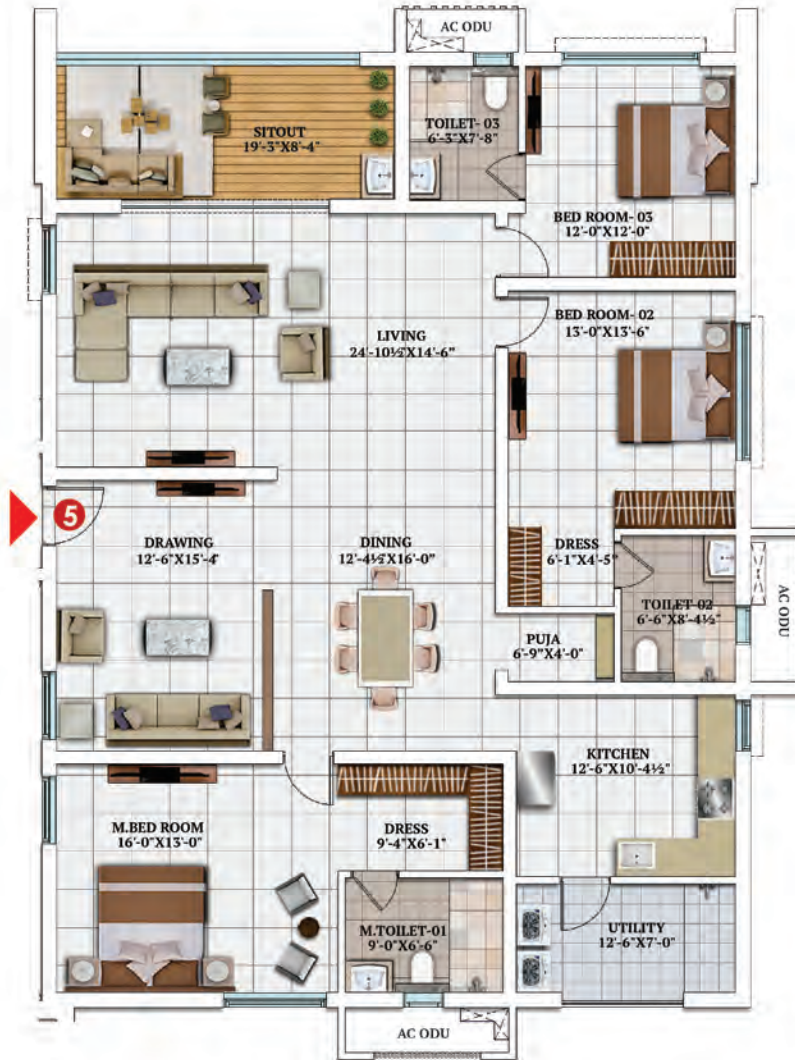 AC ODU
SITOUT
19'-3"X8'-4"
TOILET- 03
6'-3"X7'-8"
BED ROOM- 03
12'-0"X12'-0"
LIVING
24'-10½"X14'-6"
BED ROOM- 02
13'-0"X13'-6"
5
DRAWING
12'-6"X15'-4"
DINING
12'-4½"X16'-0"
DRESS
6'-1"X4'-5"
TOILET-02
6'-6"X8'-4½"
AC ODU
PUJA
6'-9"X4'-0"
KITCHEN
12'-6"X10'-4½"
M.BED ROOM
16'-0"X13'-0"
DRESS
9'-4"X6'-1"
M.TOILET-01
9'-0"X6'-6"
UTILITY
12'-6"X7'-0"
AC ODU